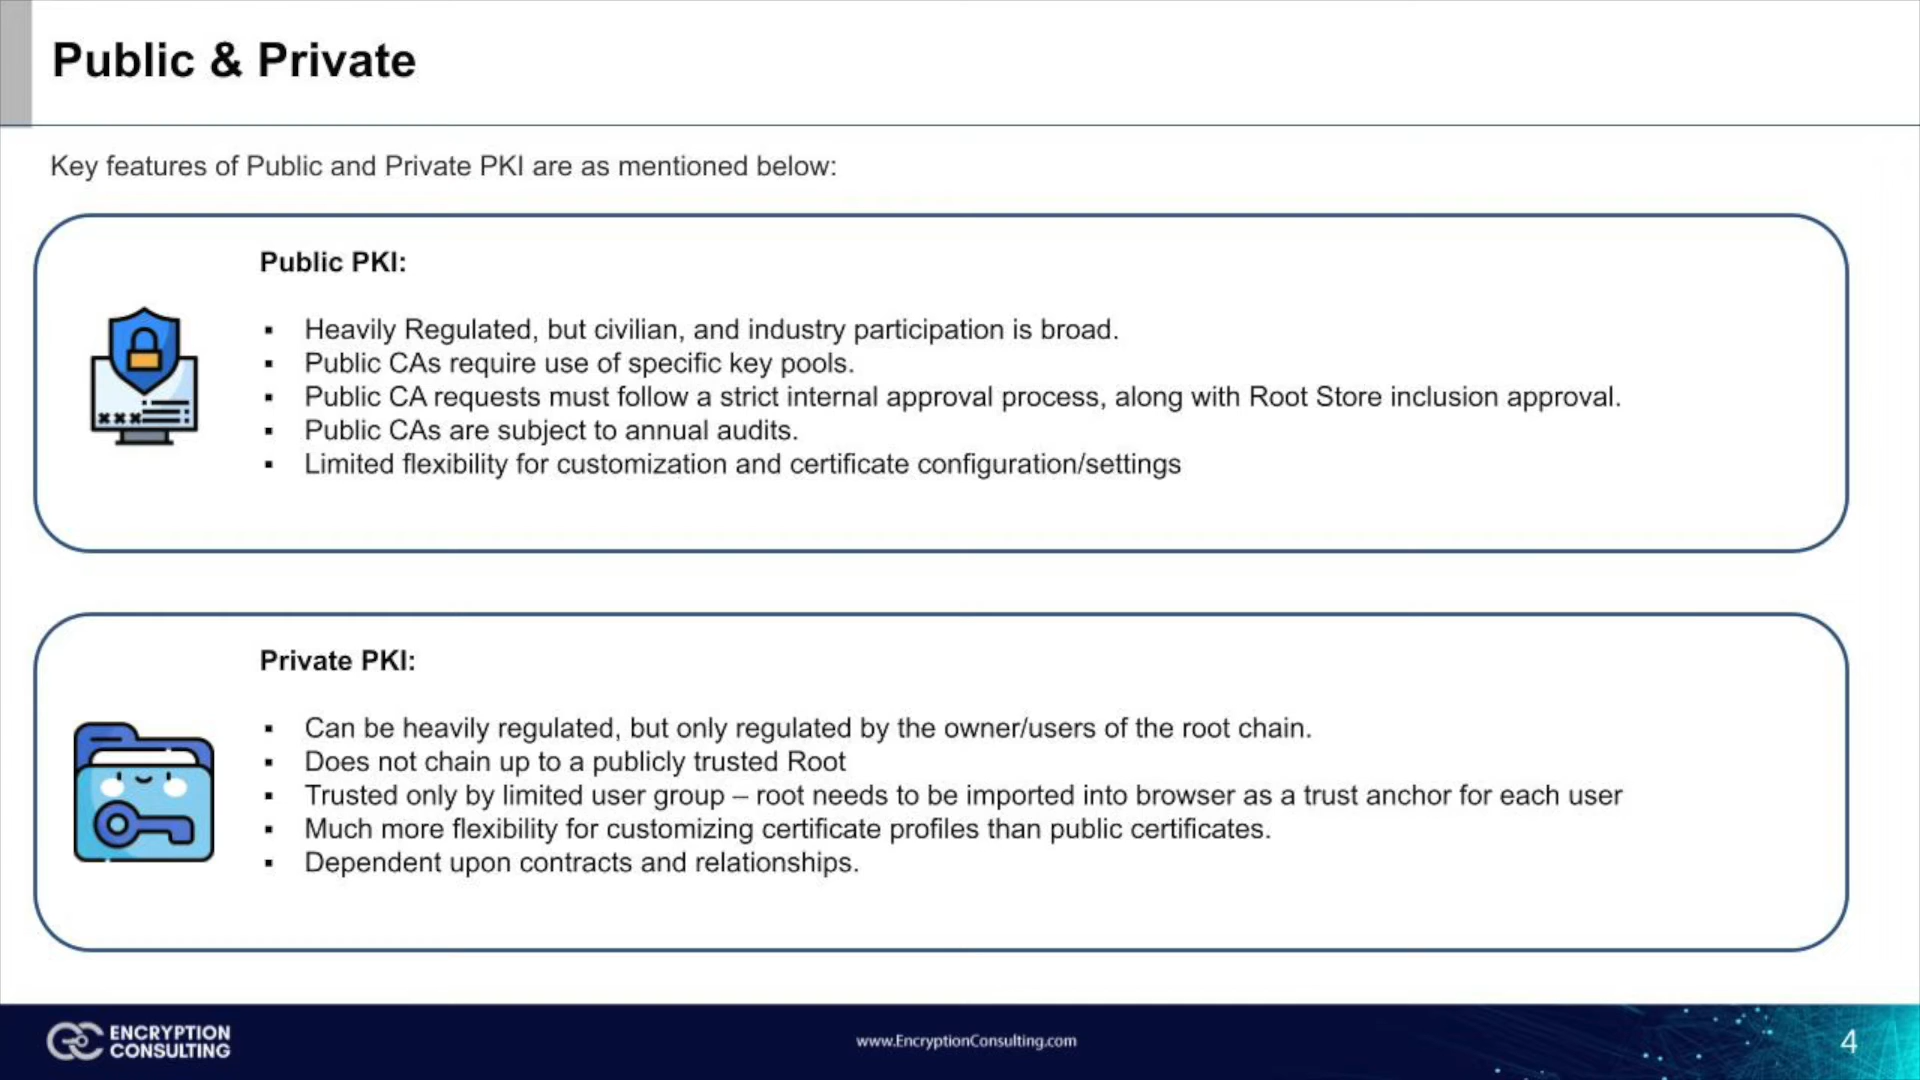 Public & Private
Key features of Public and Private PKI are as mentioned below:
Public PKI:
▪ Heavily Regulated, but civilian, and industry participation is broad.
▪ Public CAs require use of specific key pools.
▪ Public CA requests must follow a strict internal approval process, along with Root Store inclusion approval.
▪ Public CAs are subject to annual audits.
▪ Limited flexibility for customization and certificate configuration/settings
Private PKI:
▪ Can be heavily regulated, but only regulated by the owner/users of the root chain.
▪ Does not chain up to a publicly trusted Root
▪ Trusted only by limited user group – root needs to be imported into browser as a trust anchor for each user
▪ Much more flexibility for customizing certificate profiles than public certificates.
▪ Dependent upon contracts and relationships.
ENCRYPTION
CONSULTING
www.EncryptionConsulting.com
4